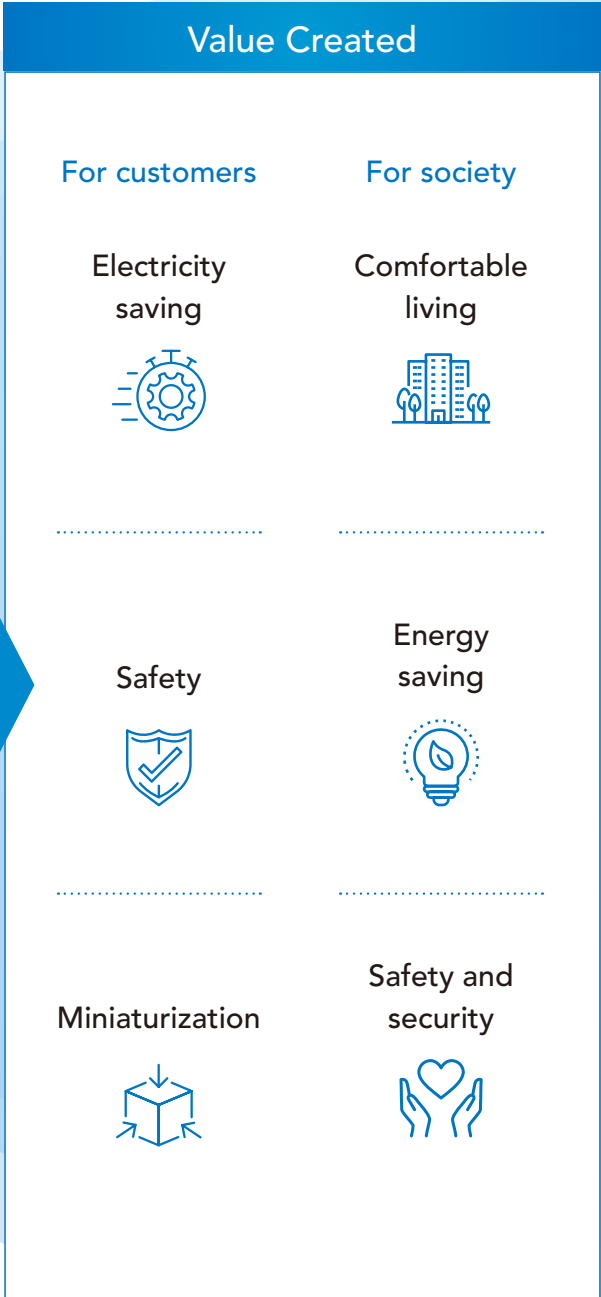 Value Created
For customers
For society
Electricity
saving
Comfortable
living
Safety
Energy
saving
Miniaturization
Safety and
security